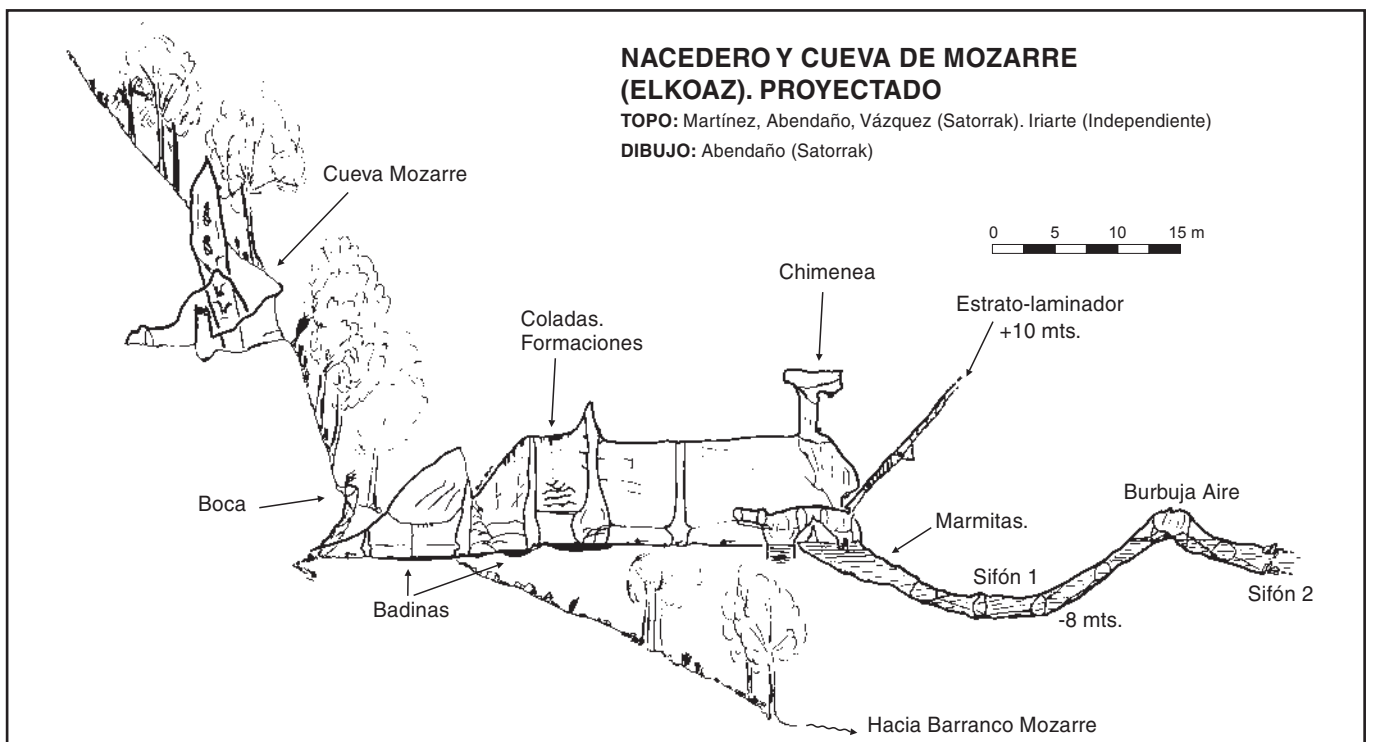 NACEDERO Y CUEVA DE MOZARRE
(ELKOAZ). PROYECTADO
TOPO: Martínez, Abendaño, Vázquez (Satorrak). Iriarte (Independiente)
DIBUJO: Abendaño (Satorrak)
Cueva Mozarre
0 5 10 15 m
Chimenea
Estrato-laminador
+10 mts.
Coladas.
Formaciones
Boca
Burbuja Aire
Marmitas.
Sifón 1
-8 mts.
Sifón 2
Badinas
Hacia Barranco Mozarre